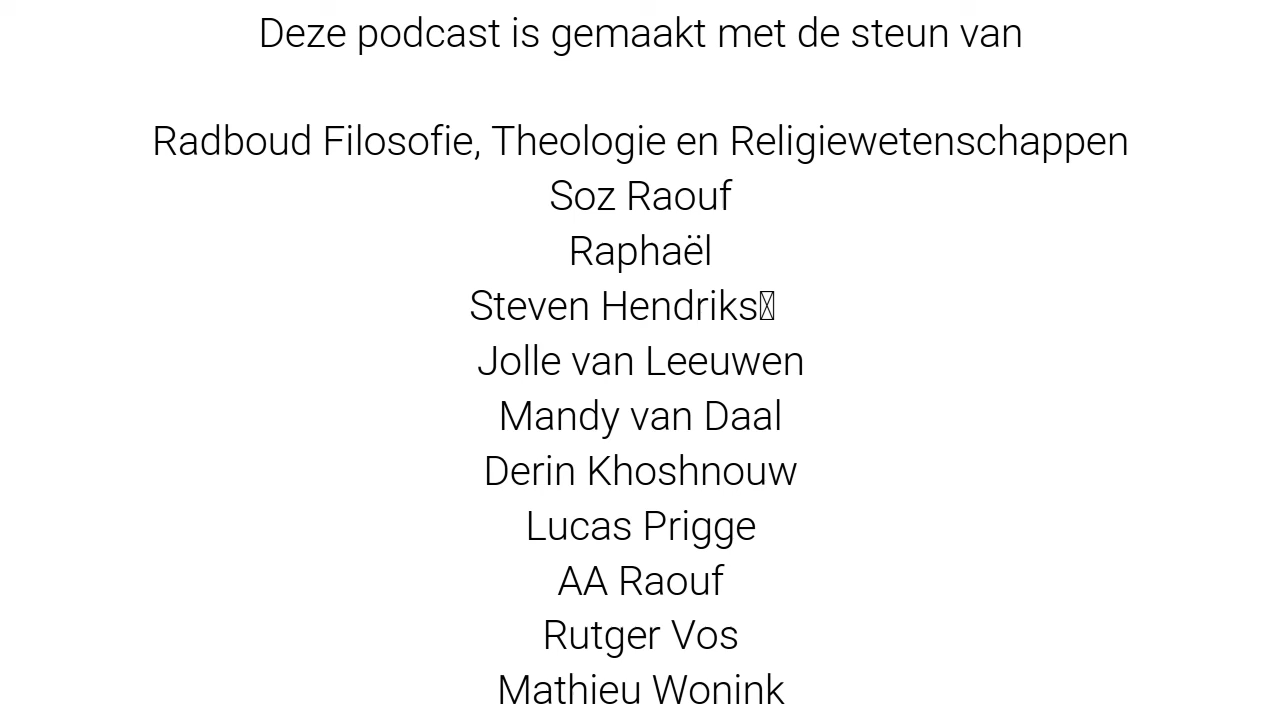 Deze podcast is gemaakt met de steun van
Radboud Filosofie, Theologie en Religiewetenschappen
Soz Raouf
Raphaël
Steven Hendriks
Jolle van Leeuwen
Mandy van Daal
Derin Khoshnouw
Lucas Prigge
AA Raouf
Rutger Vos
Mathieu Wonink